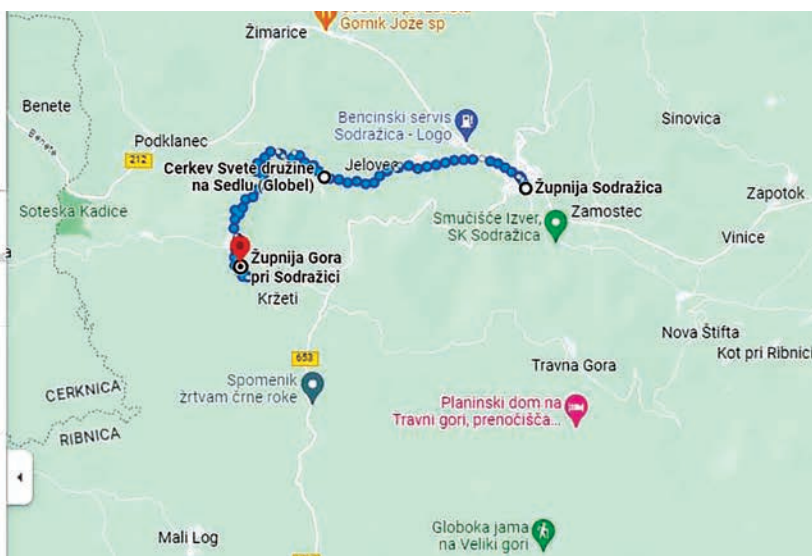 Gornik Jože sp
Žimarice
Benete
Benete
Podklanec
212
Soteska Kadice
Bencinski servis
Sodražica - Logo
Sinovica
Cerkev Svete družine
na Sedlu (Globel)
Jelovec
Župnija Sodražica
Zapotok
Zamostec
Smučišče Izver,
SK Sodražica
Vinice
Župnija Gora
pri Sodražici
Kržeti
Nova Štifta
Kot pri Ribnici
653
Travna Gora
Spomenik
žrtvam črne roke
Planinski dom na
Travni gori, prenočišča...
CERKNICA
RIBNICA
Mali Log
Globoka jama
na Veliki gori